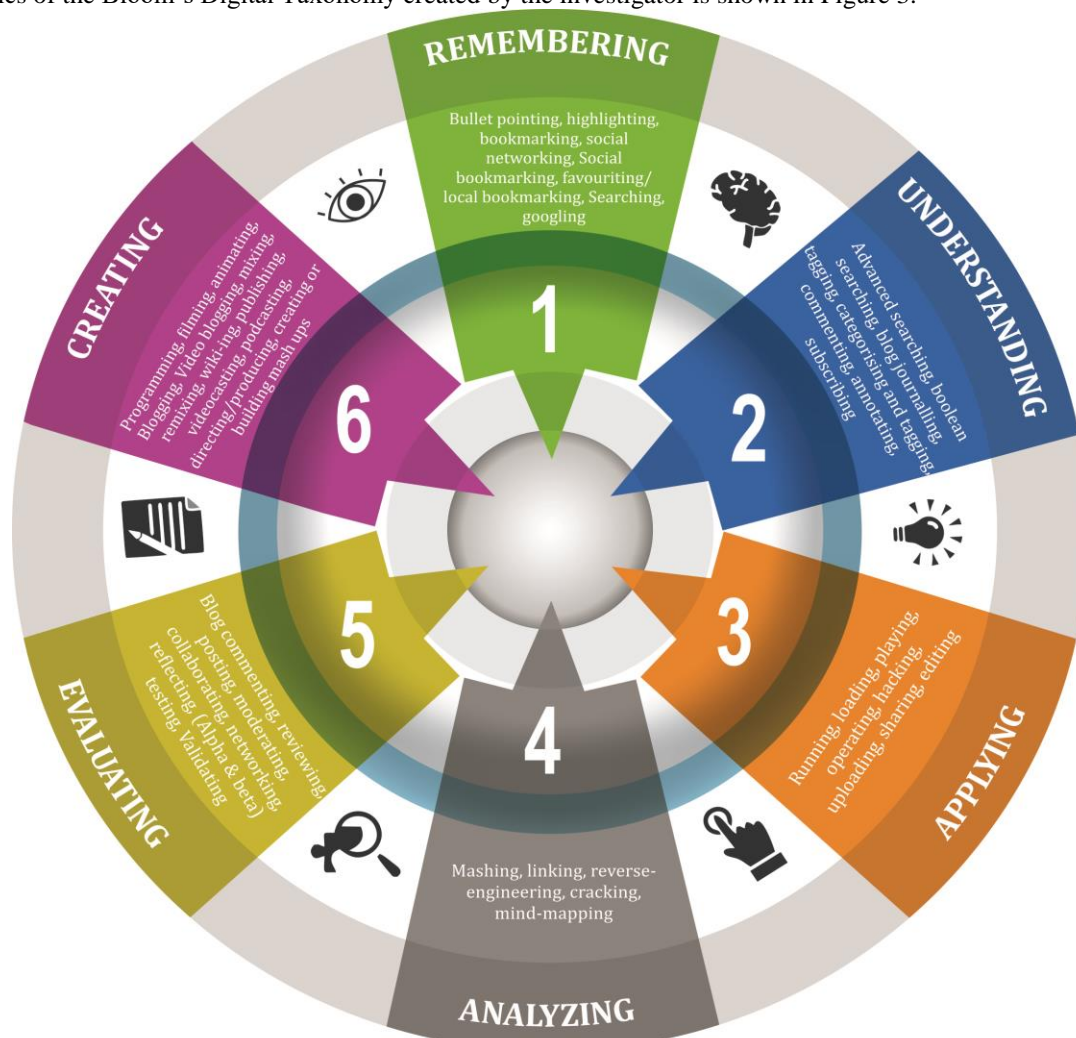 es of the Bloom's Digital Taxonomy created by the investigator is shown in Figure 3.
REMEMBERING
Bullet pointing, highlighting,
bookmarking, social
networking, Social
bookmarking, favouriting/
local bookmarking, Searching,
googling
1
UNDERSTANDING
Advanced searching, boolean
searching, blog journalling,
tagging, categorising and tagging,
commenting, annotating,
subscribing
2
APPLYING
Running, loading, playing,
operating, hacking,
uploading, sharing, editing
3
4
Mashing, linking, reverse-
engineering, cracking,
mind-mapping
ANALYZING
EVALUATING
Blog commenting, reviewing,
posting, moderating,
collaborating, networking,
reflecting, (Alpha & beta)
testing, Validating
5
CREATING
Programming, filming, animating,
Blogging, Video blogging, mixing,
remixing, wiki-ing, publishing,
videocasting, podcasting,
directing/producing, creating or
building mash ups
6